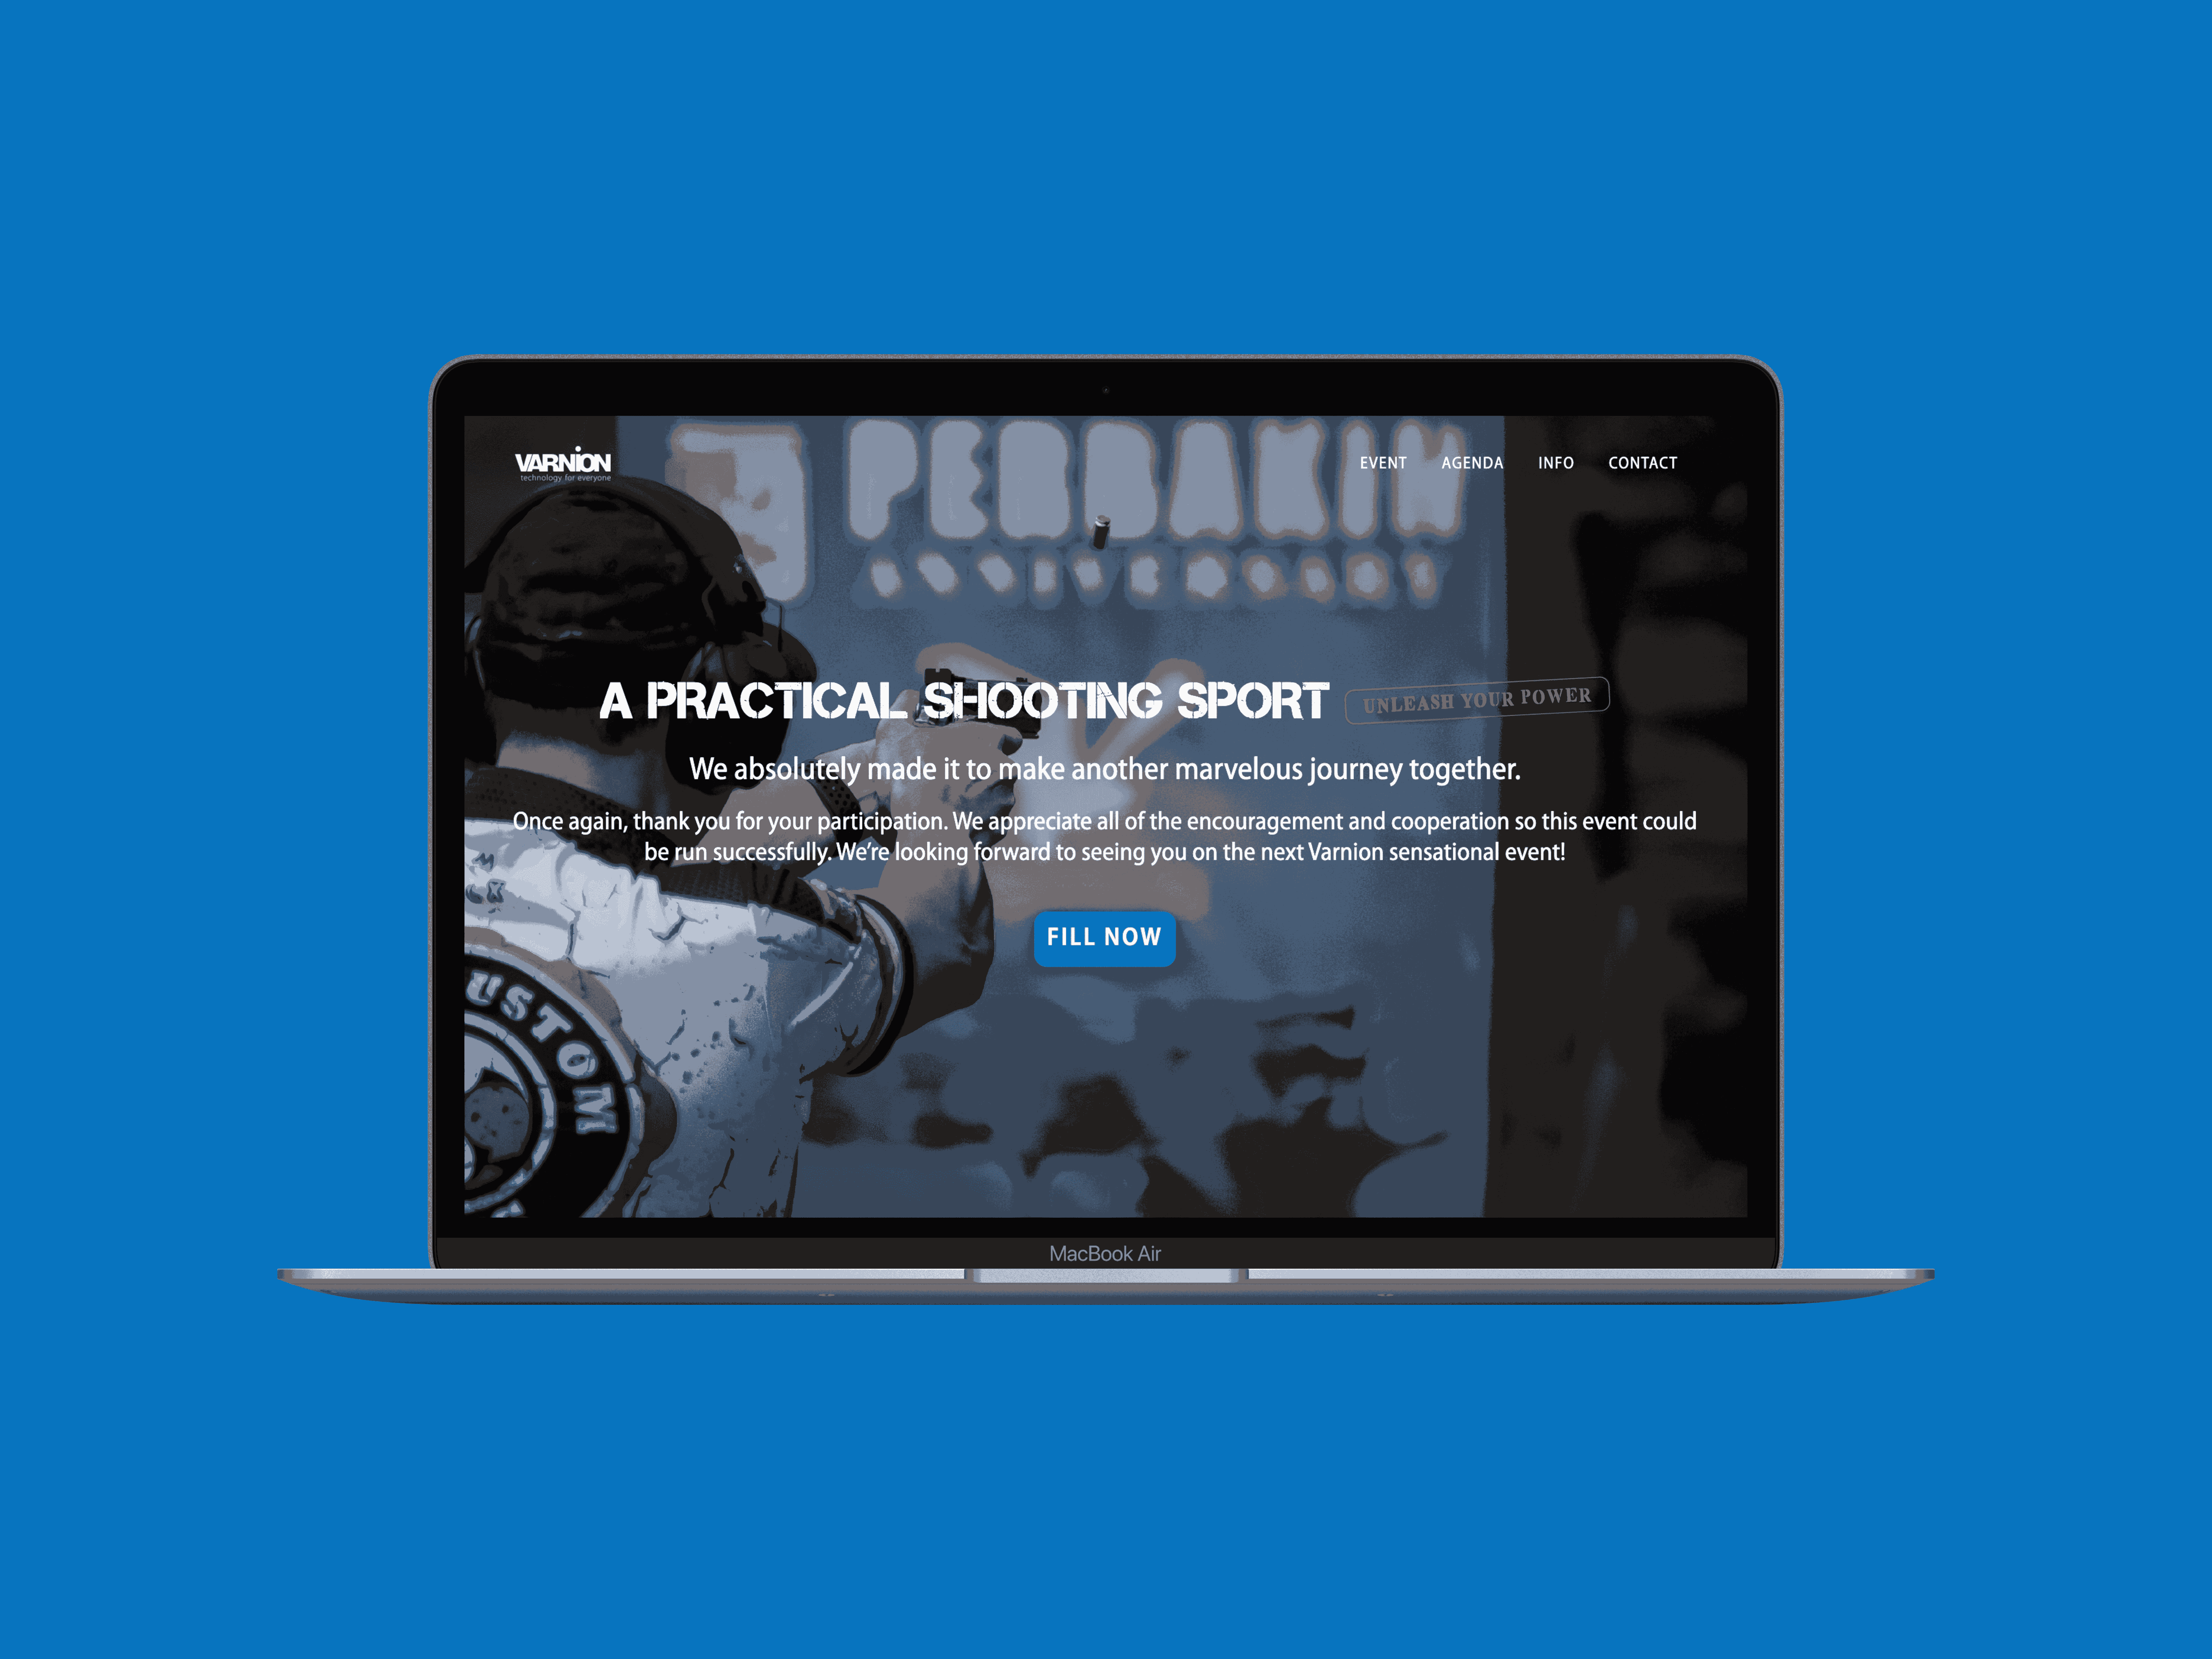 VARNION
technology for everyone
EVENT AGENDA INFO CONTACT
PERBAKIN
ANNIVERSARY
A PRACTICAL SHOOTING SPORT
UNLEASH YOUR POWER
We absolutely made it to make another marvelous journey together.
Once again, thank you for your participation. We appreciate all of the encouragement and cooperation so this event could
be run successfully. We’re looking forward to seeing you on the next Varnion sensational event!
FILL NOW
USTOM
MacBook Air